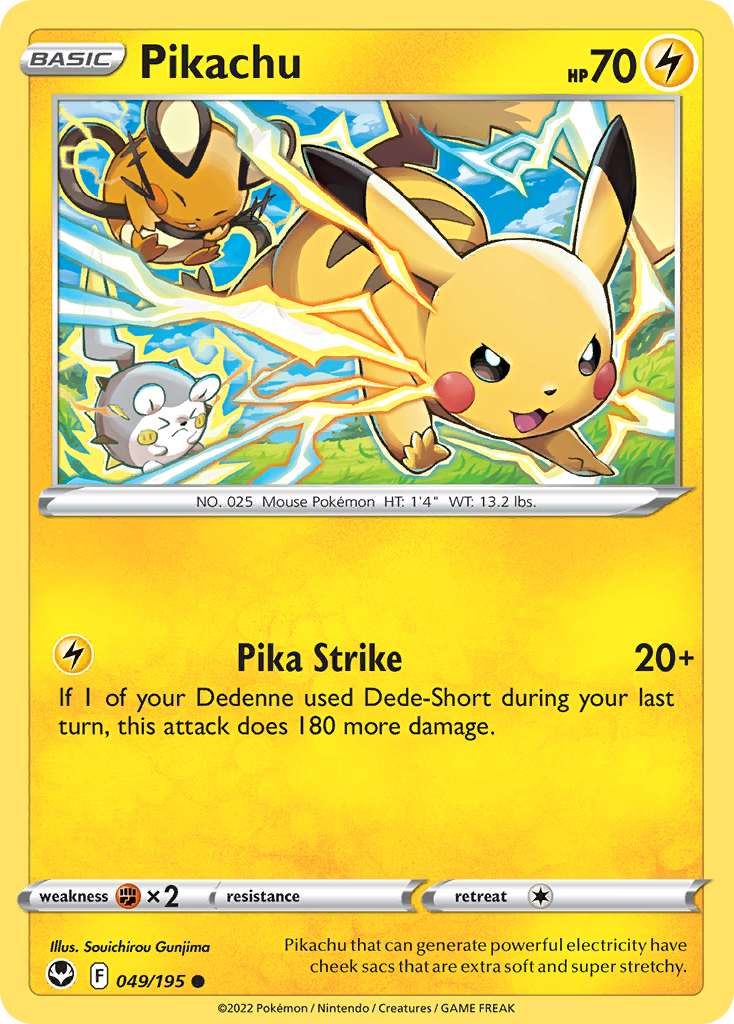 BASIC Pikachu HP70
NO. 025 Mouse Pokémon HT: 1'4" WT: 13.2 lbs.
Pika Strike 20+
If 1 of your Dedenne used Dede-Short during your last
turn, this attack does 180 more damage.
weakness ×2 resistance retreat
Illus. Souichirou Gunjima
Pikachu that can generate powerful electricity have
cheek sacs that are extra soft and super stretchy.
F 049/195
©2022 Pokémon / Nintendo / Creatures / GAME FREAK